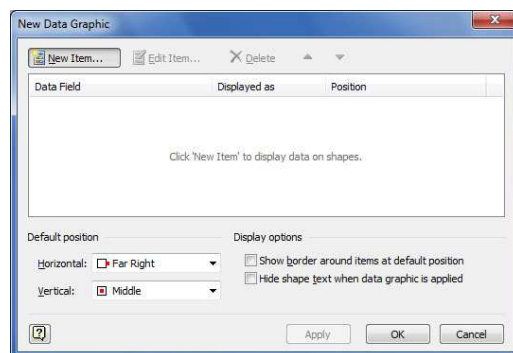 New Data Graphic
New Item... Edit Item... Delete
Data Field Displayed as Position
Click 'New Item' to display data on shapes.
Default position Display options
Horizontal: Far Right Show border around items at default position
Vertical: Middle Hide shape text when data graphic is applied
Apply OK Cancel